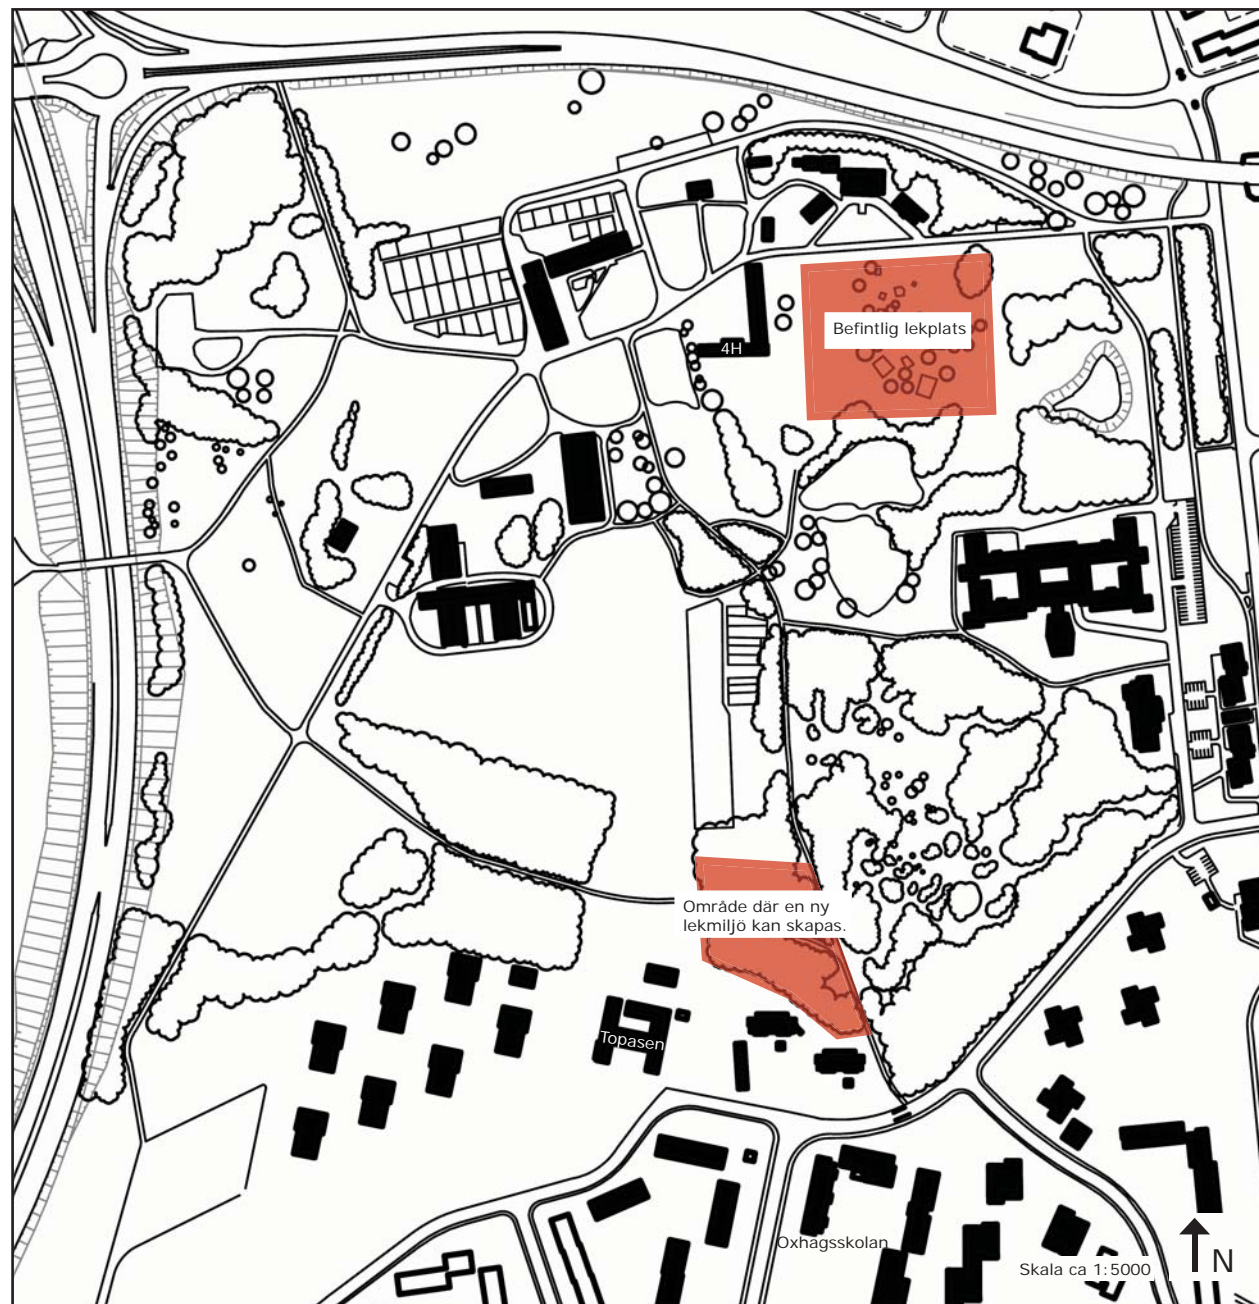 Befintlig lekplats
4H
Område där en ny
lekmiljö kan skapas.
Topasen
Oxhagsskolan
Skala ca 1:5000
N